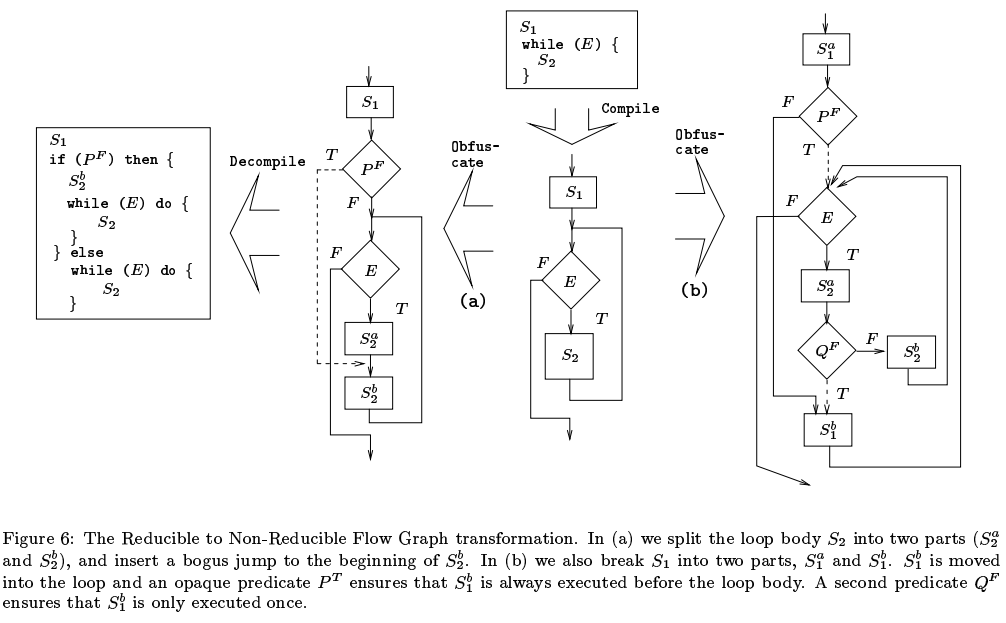 S_1
if (P^F) then {
S_2^b
while (E) do {
S_2
}
} else
while (E) do {
S_2
}
Decompile
S_1
T
P^F
F
F
E
T
S_2^a
S_2^b
Obfus-
cate
(a)
S_1
while (E) {
S_2
}
Compile
S_1
F
E
T
S_2
Obfus-
cate
(b)
S_1^a
F
P^F
T
F
E
T
S_2^a
Q^F
F
S_2^b
T
S_1^b
Figure 6: The Reducible to Non-Reducible Flow Graph transformation. In (a) we split the loop body S_2 into two parts (S_2^a
and S_2^b), and insert a bogus jump to the beginning of S_2^b. In (b) we also break S_1 into two parts, S_1^a and S_1^b. S_1^b is moved
into the loop and an opaque predicate P^T ensures that S_1^b is always executed before the loop body. A second predicate Q^F
ensures that S_1^b is only executed once.